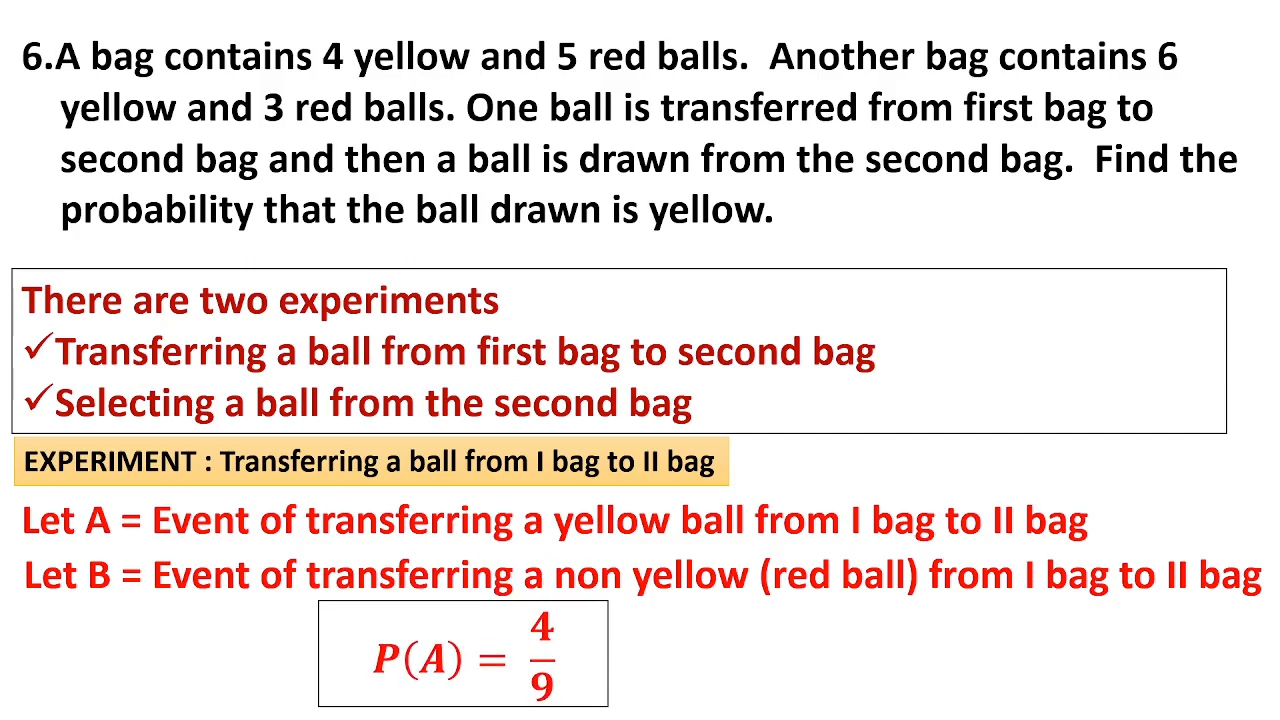 6.A bag contains 4 yellow and 5 red balls.  Another bag contains 6
yellow and 3 red balls. One ball is transferred from first bag to
second bag and then a ball is drawn from the second bag.  Find the
probability that the ball drawn is yellow.
There are two experiments
✓Transferring a ball from first bag to second bag
✓Selecting a ball from the second bag
EXPERIMENT : Transferring a ball from I bag to II bag
Let A = Event of transferring a yellow ball from I bag to II bag
Let B = Event of transferring a non yellow (red ball) from I bag to II bag
P(A) = 4/9